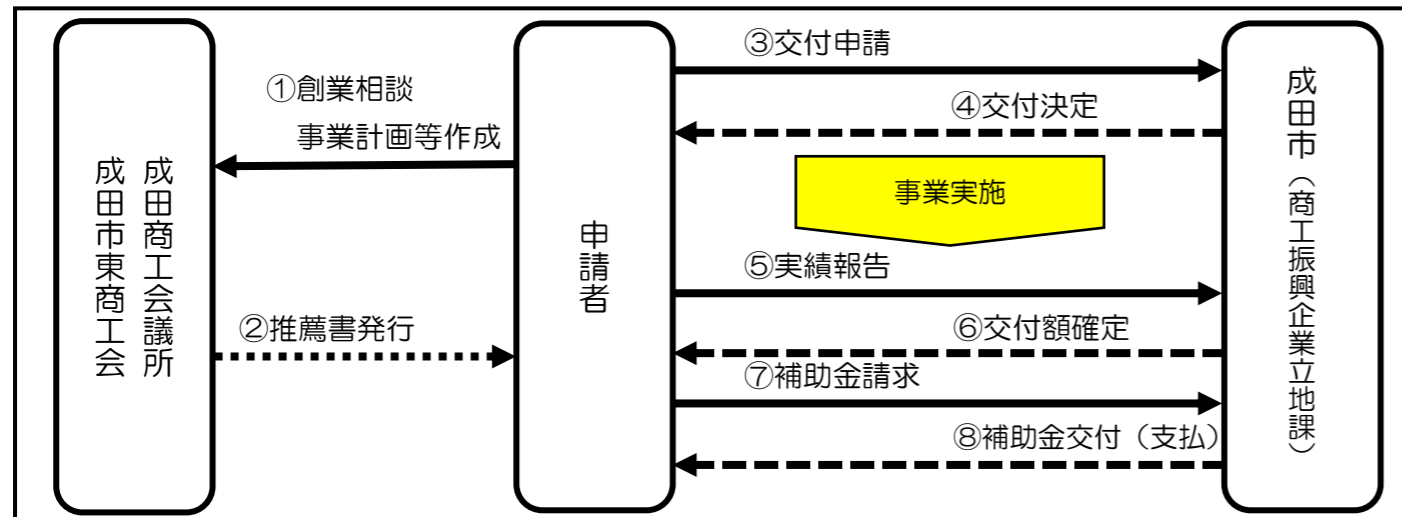 成田商工会議所
成田市東商工会
①創業相談
事業計画等作成
②推薦書発行
申請者
③交付申請
④交付決定
事業実施
⑤実績報告
⑥交付額確定
⑦補助金請求
⑧補助金交付（支払）
成田市（商工振興企業立地課）